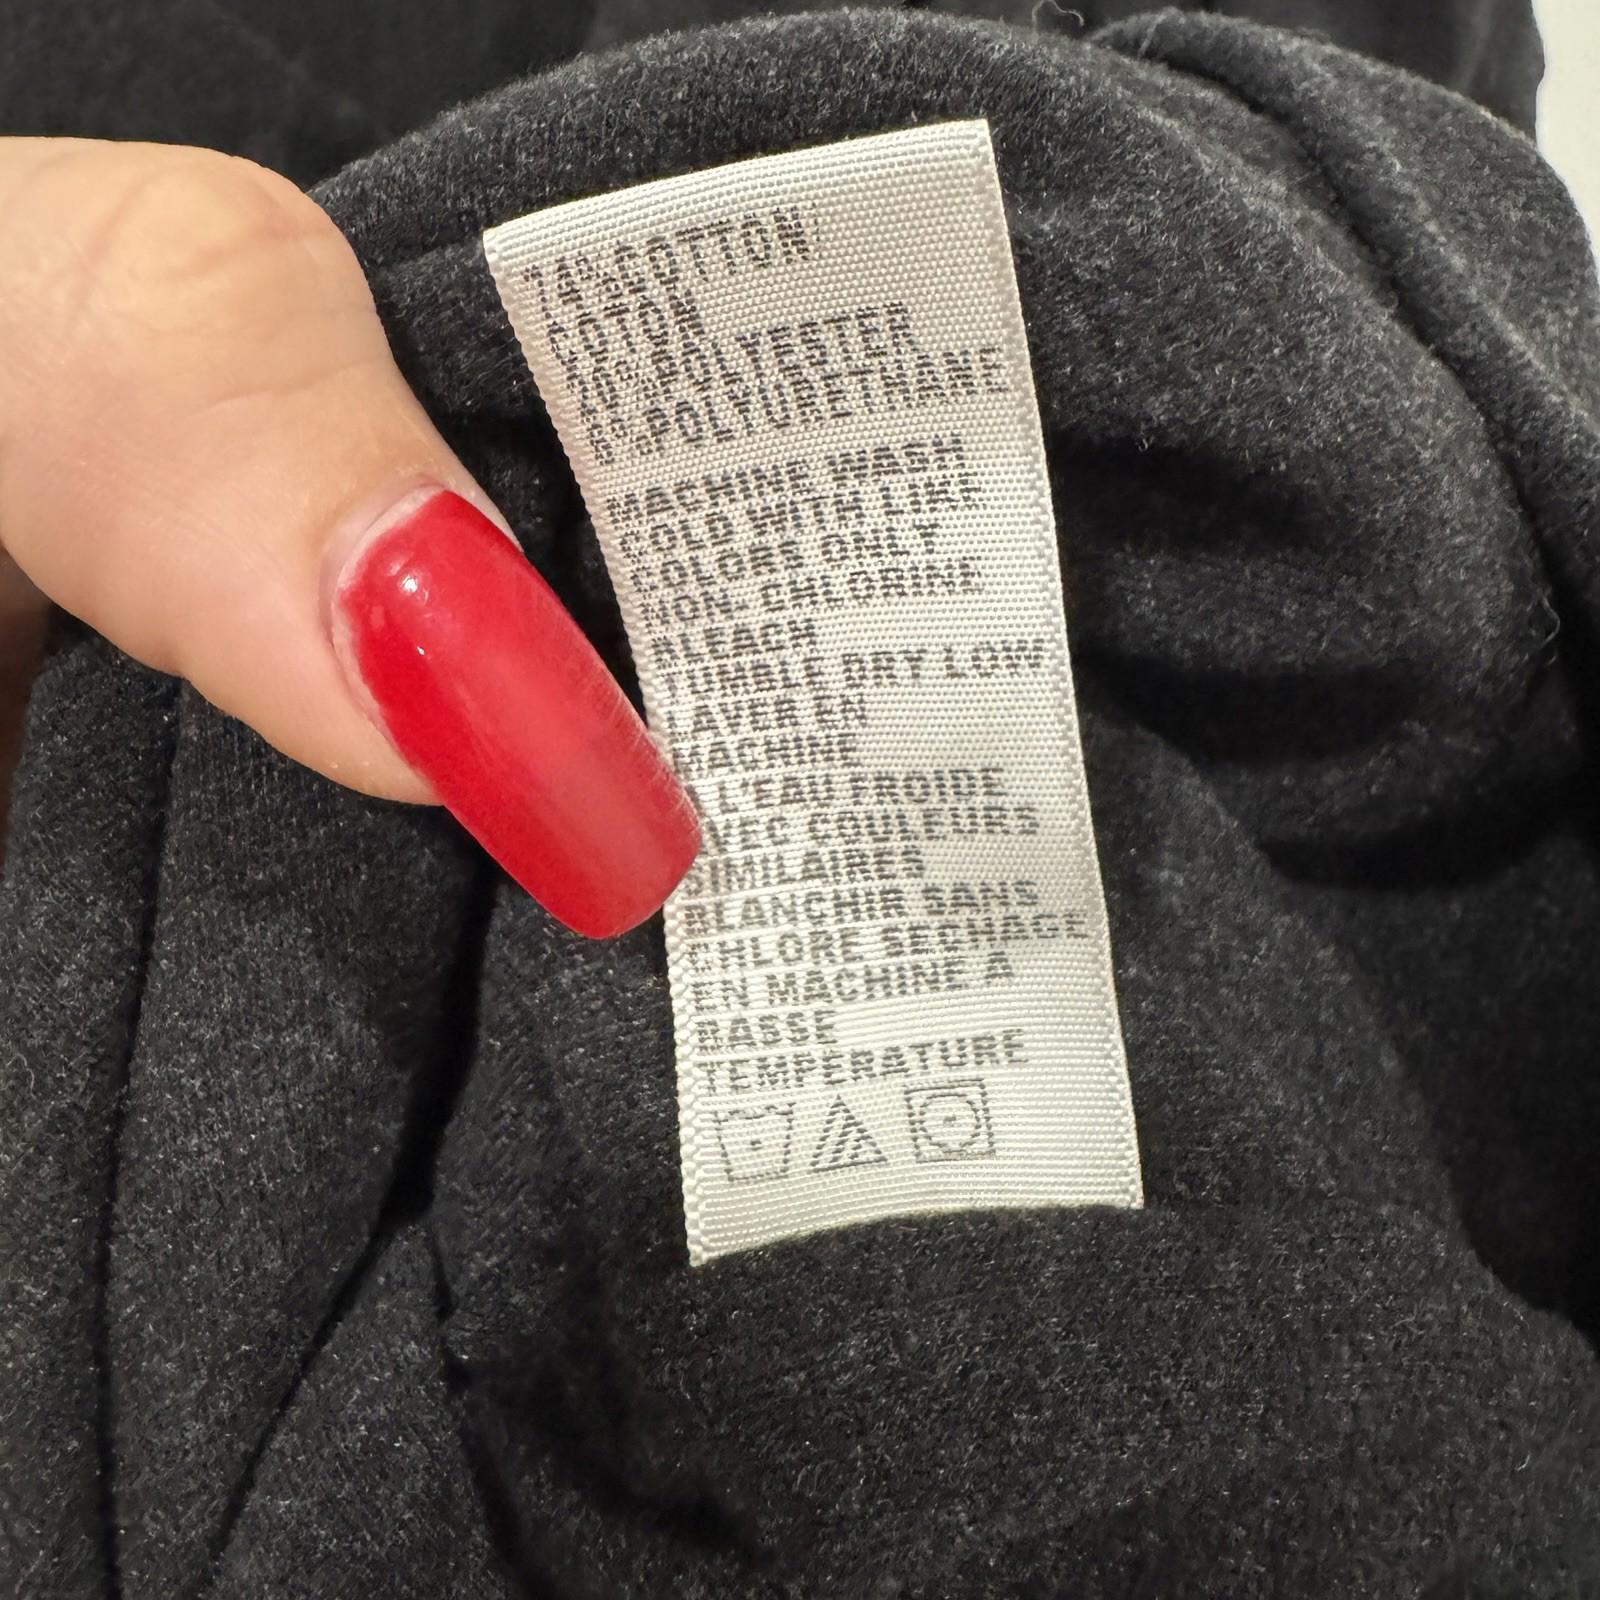 74%COTTON
COTON
20%POLYESTER
6%POLYURETHANE
MACHINE WASH
COLD WITH LIKE
COLORS ONLY
NON-CHLORINE
BLEACH
TUMBLE DRY LOW
LAVER EN
MACHINE
L'EAU FROIDE
AVEC COULEURS
SIMILAIRES
BLANCHIR SANS
CHLORE SECHAGE
EN MACHINE A
BASSE
TEMPERATURE